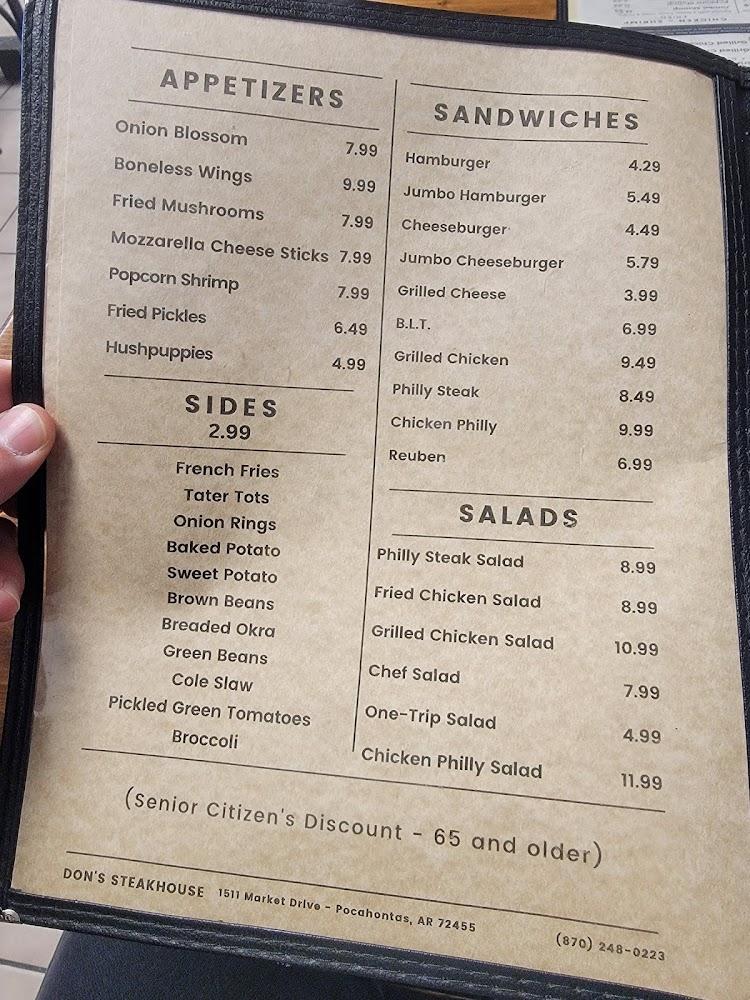 APPETIZERS
Onion Blossom 7.99
Boneless Wings 9.99
Fried Mushrooms 7.99
Mozzarella Cheese Sticks 7.99
Popcorn Shrimp 7.99
Fried Pickles 6.49
Hushpuppies 4.99
SIDES
2.99
French Fries
Tater Tots
Onion Rings
Baked Potato
Sweet Potato
Brown Beans
Breaded Okra
Green Beans
Cole Slaw
Pickled Green Tomatoes
Broccoli
SANDWICHES
Hamburger 4.29
Jumbo Hamburger 5.49
Cheeseburger 4.49
Jumbo Cheeseburger 5.79
Grilled Cheese 3.99
B.L.T. 6.99
Grilled Chicken 9.49
Philly Steak 8.49
Chicken Philly 9.99
Reuben 6.99
SALADS
Philly Steak Salad 8.99
Fried Chicken Salad 8.99
Grilled Chicken Salad 10.99
Chef Salad 7.99
One-Trip Salad 4.99
Chicken Philly Salad 11.99
(Senior Citizen's Discount - 65 and older)
DON'S STEAKHOUSE 1511 Market Drive - Pocahontas, AR 72455 (870) 248-0223